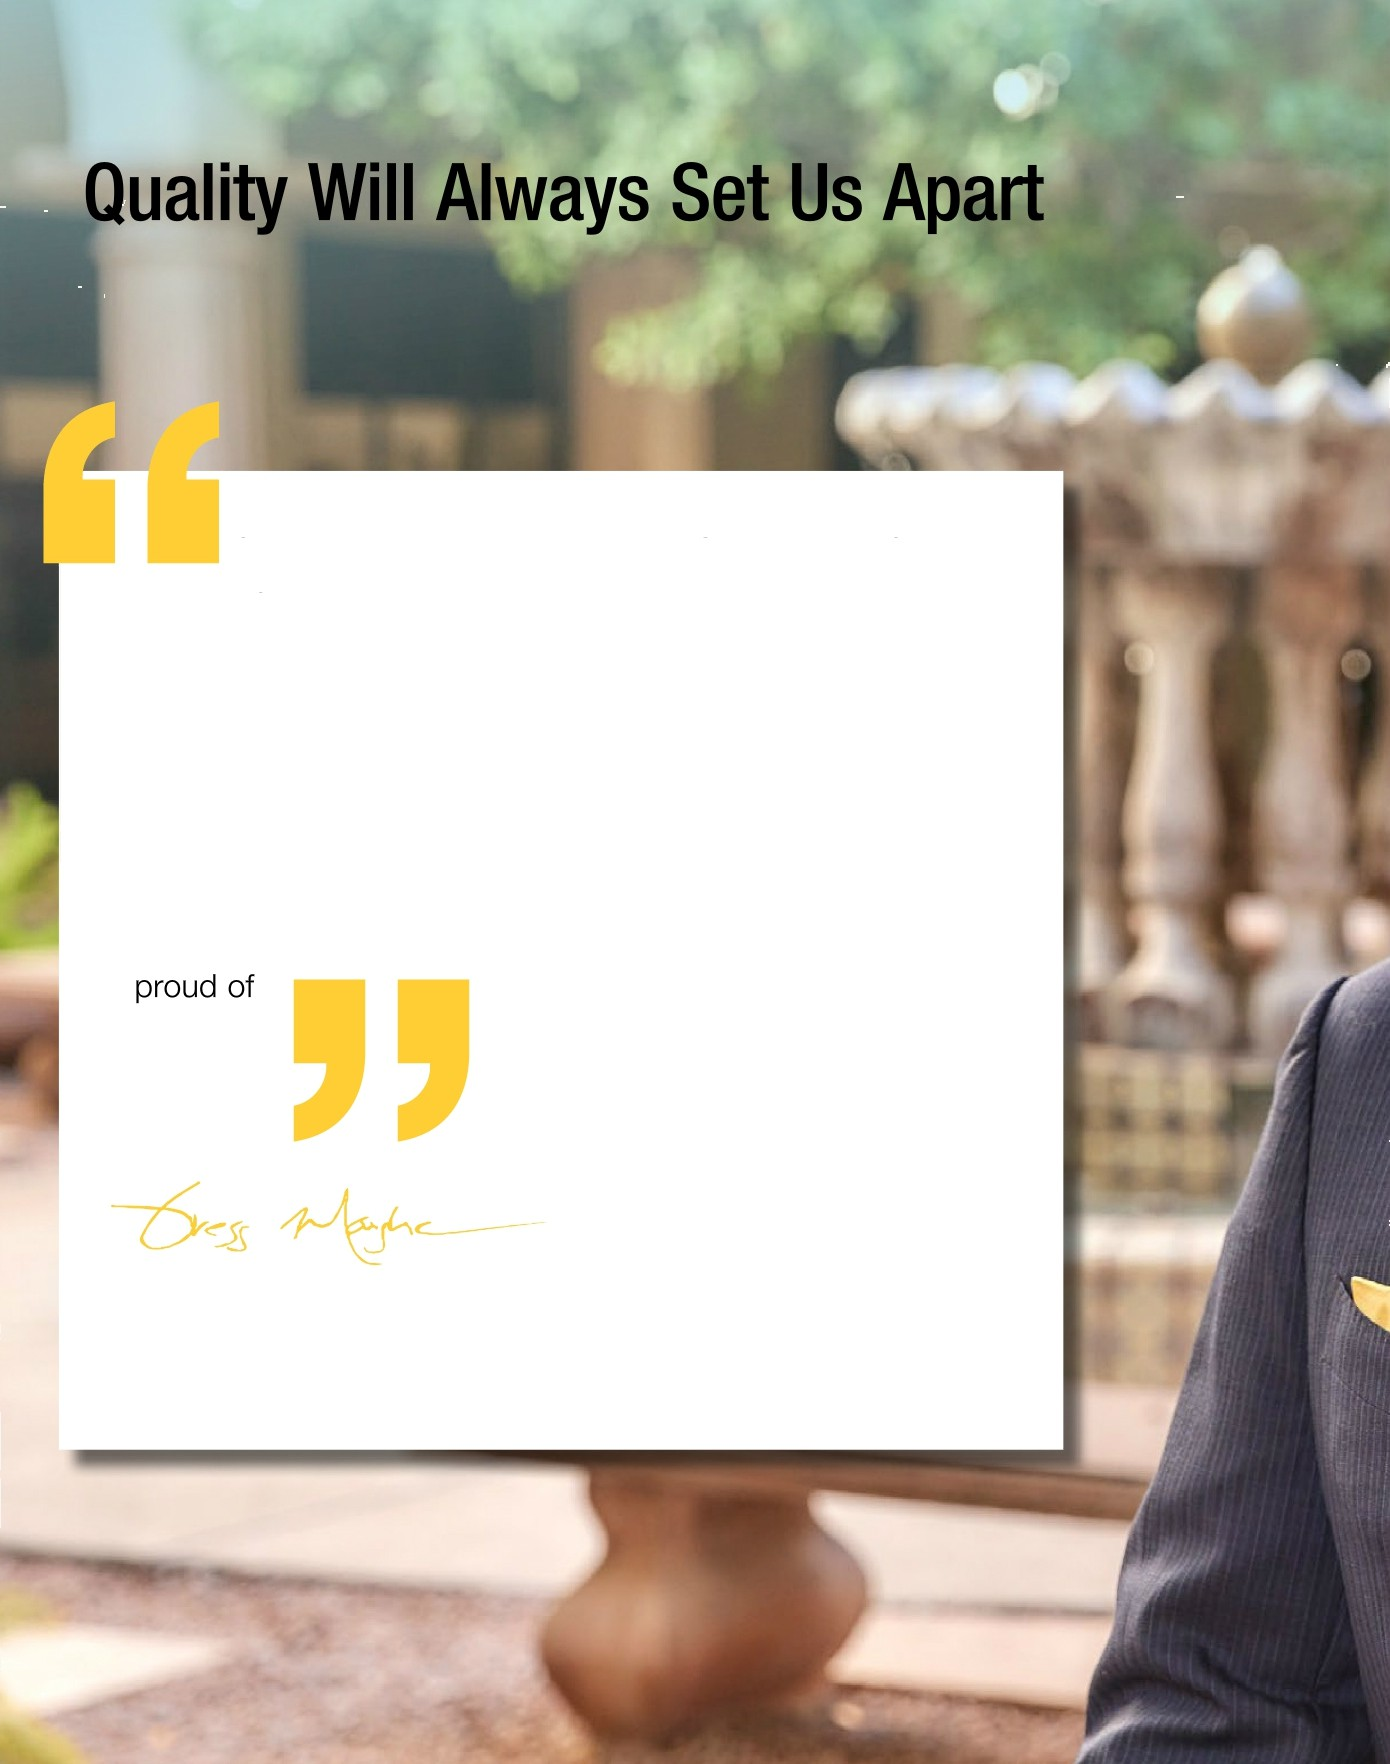 Quality Will Always Set Us Apart
“
proud of ”